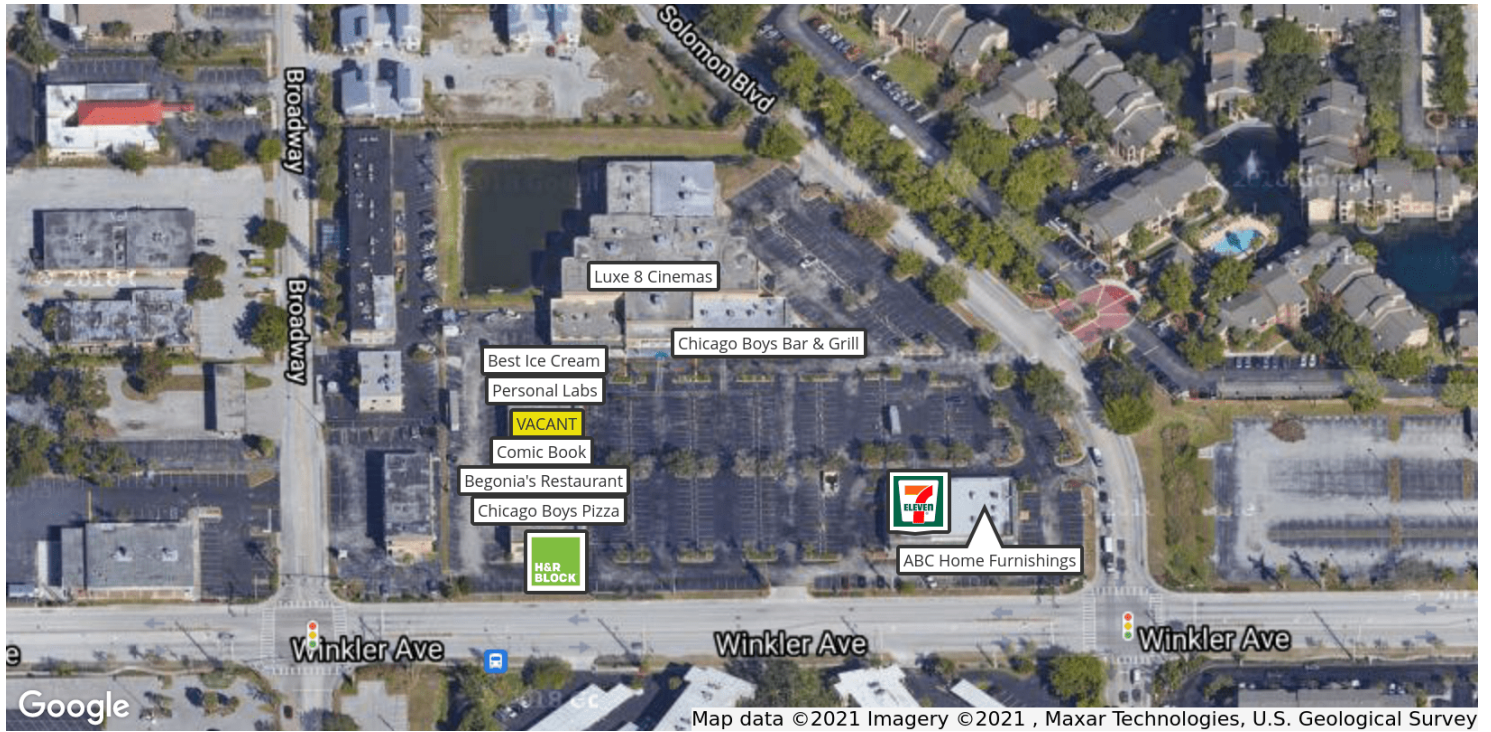 Solomon Blvd
Broadway
Broadway
Luxe 8 Cinemas
Chicago Boys Bar & Grill
Best Ice Cream
Personal Labs
VACANT
Comic Book
Begonia's Restaurant
Chicago Boys Pizza
7
ELEVEN
H&R
BLOCK
ABC Home Furnishings
e
Winkler Ave
Winkler Ave
Winkler Ave
Google
Map data ©2021 Imagery ©2021 , Maxar Technologies, U.S. Geological Survey